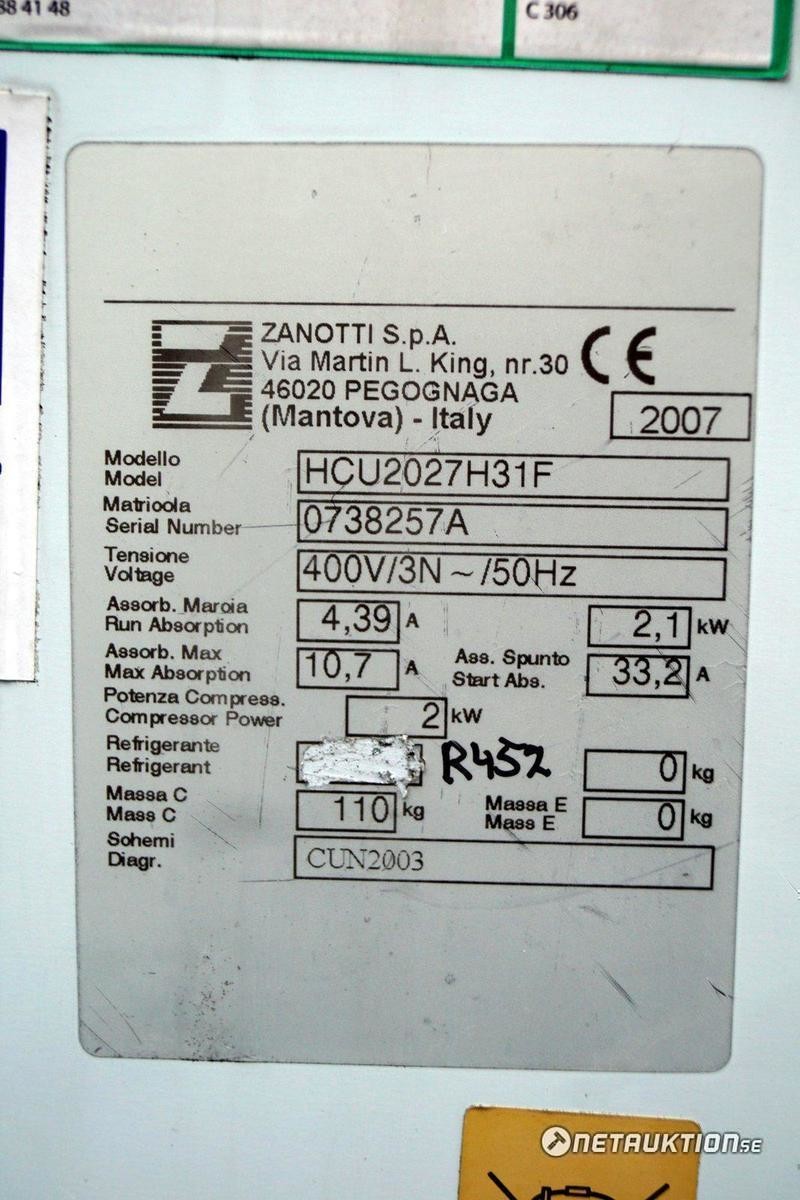 88 41 48
C 306
ZANOTTI S.p.A.
Via Martin L. King, nr.30
46020 PEGOGNAGA
(Mantova) - Italy
CE
2007
Modello
Model
HCU2027H31F
Matricola
Serial Number
0738257A
Tensione
Voltage
400V/3N ~ /50Hz
Assorb. Marcia
Run Absorption
4,39 A
2,1 kW
Assorb. Max
Max Absorption
10,7 A
Ass. Spunto
Start Abs.
33,2 A
Potenza Compress.
Compressor Power
2 kW
Refrigerante
Refrigerant
R452
0 kg
Massa C
Mass C
110 kg
Massa E
Mass E
0 kg
Schemi
Diagr.
CUN2003
NETAUKTION.SE